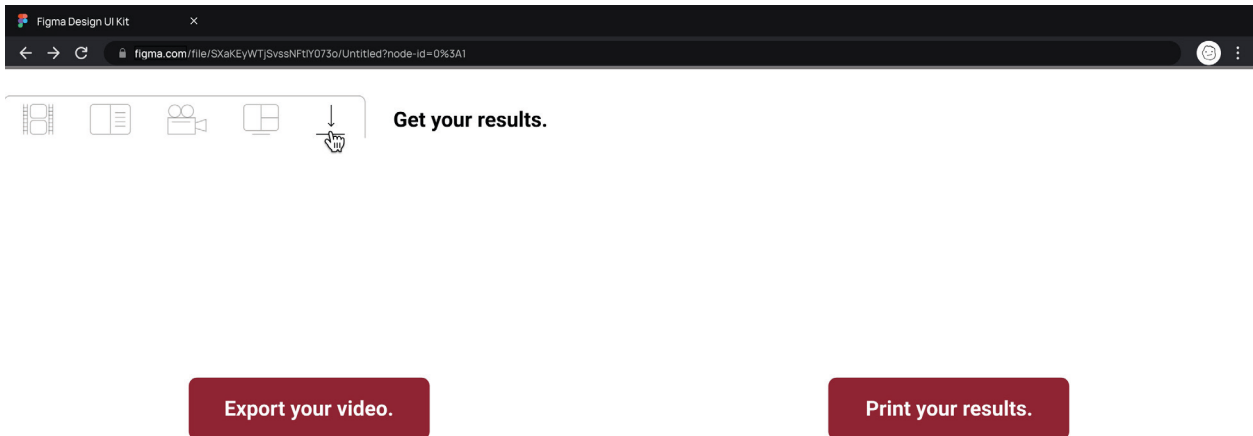 Figma Design UI Kit
figma.com/file/SXaKEyWTjSvssNFtlY073o/Untitled?node-id=0%3A1
Get your results.
Export your video.
Print your results.